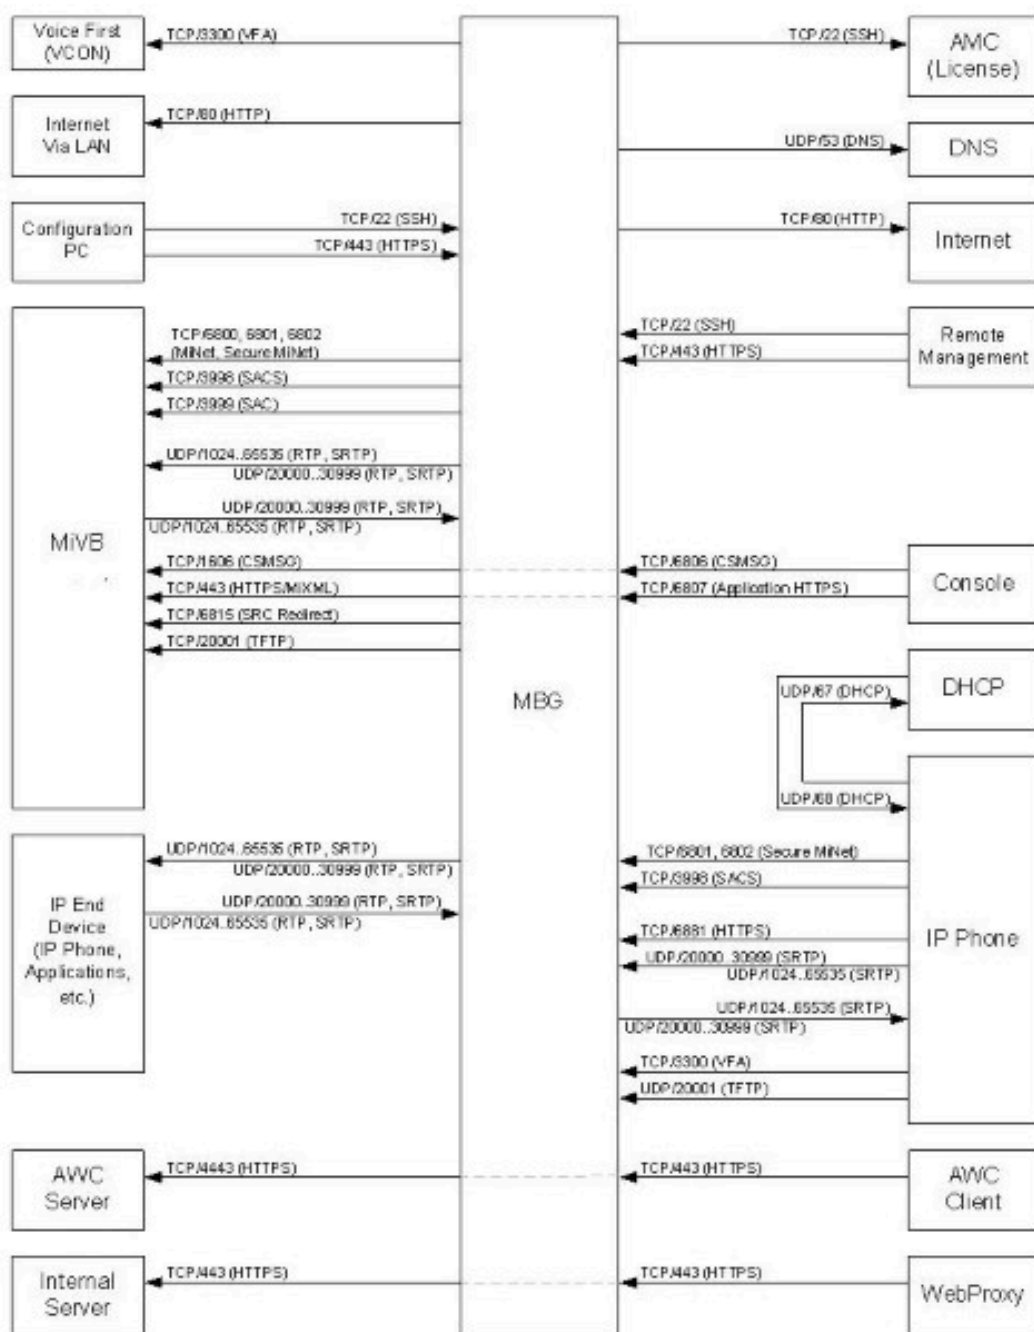 Voice First
(VCON)
TCP/3300 (VFA)
TCP/22 (SSH)
AMC
(License)
Internet
Via LAN
TCP/80 (HTTP)
UDP/53 (DNS)
DNS
Configuration
PC
TCP/22 (SSH)
TCP/443 (HTTPS)
TCP/80 (HTTP)
Internet
TCP/22 (SSH)
TCP/443 (HTTPS)
Remote
Management
MiVB
TCP/6800, 6801, 6802
(MiNet, Secure MiNet)
TCP/3998 (SACS)
TCP/3999 (SAC)
UDP/1024..65535 (RTP, SRTP)
UDP/20000..30999 (RTP, SRTP)
UDP/20000..30999 (RTP, SRTP)
UDP/1024..65535 (RTP, SRTP)
TCP/1606 (CSMSG)
TCP/443 (HTTPS/MiXML)
TCP/6815 (SRC Redirect)
TCP/20001 (TFTP)
TCP/6806 (CSMSG)
TCP/6807 (Application HTTPS)
Console
MBG
DHCP
UDP/67 (DHCP)
UDP/68 (DHCP)
IP End
Device
(IP Phone,
Applications,
etc.)
UDP/1024..65535 (RTP, SRTP)
UDP/20000..30999 (RTP, SRTP)
UDP/20000..30999 (RTP, SRTP)
UDP/1024..65535 (RTP, SRTP)
TCP/6801, 6802 (Secure MiNet)
TCP/3998 (SACS)
TCP/6881 (HTTPS)
UDP/20000..30999 (SRTP)
UDP/1024..65535 (SRTP)
UDP/1024..65535 (SRTP)
UDP/20000..30999 (SRTP)
TCP/3300 (VFA)
UDP/20001 (TFTP)
IP Phone
AWC
Server
TCP/4443 (HTTPS)
TCP/443 (HTTPS)
AWC
Client
Internal
Server
TCP/443 (HTTPS)
TCP/443 (HTTPS)
WebProxy